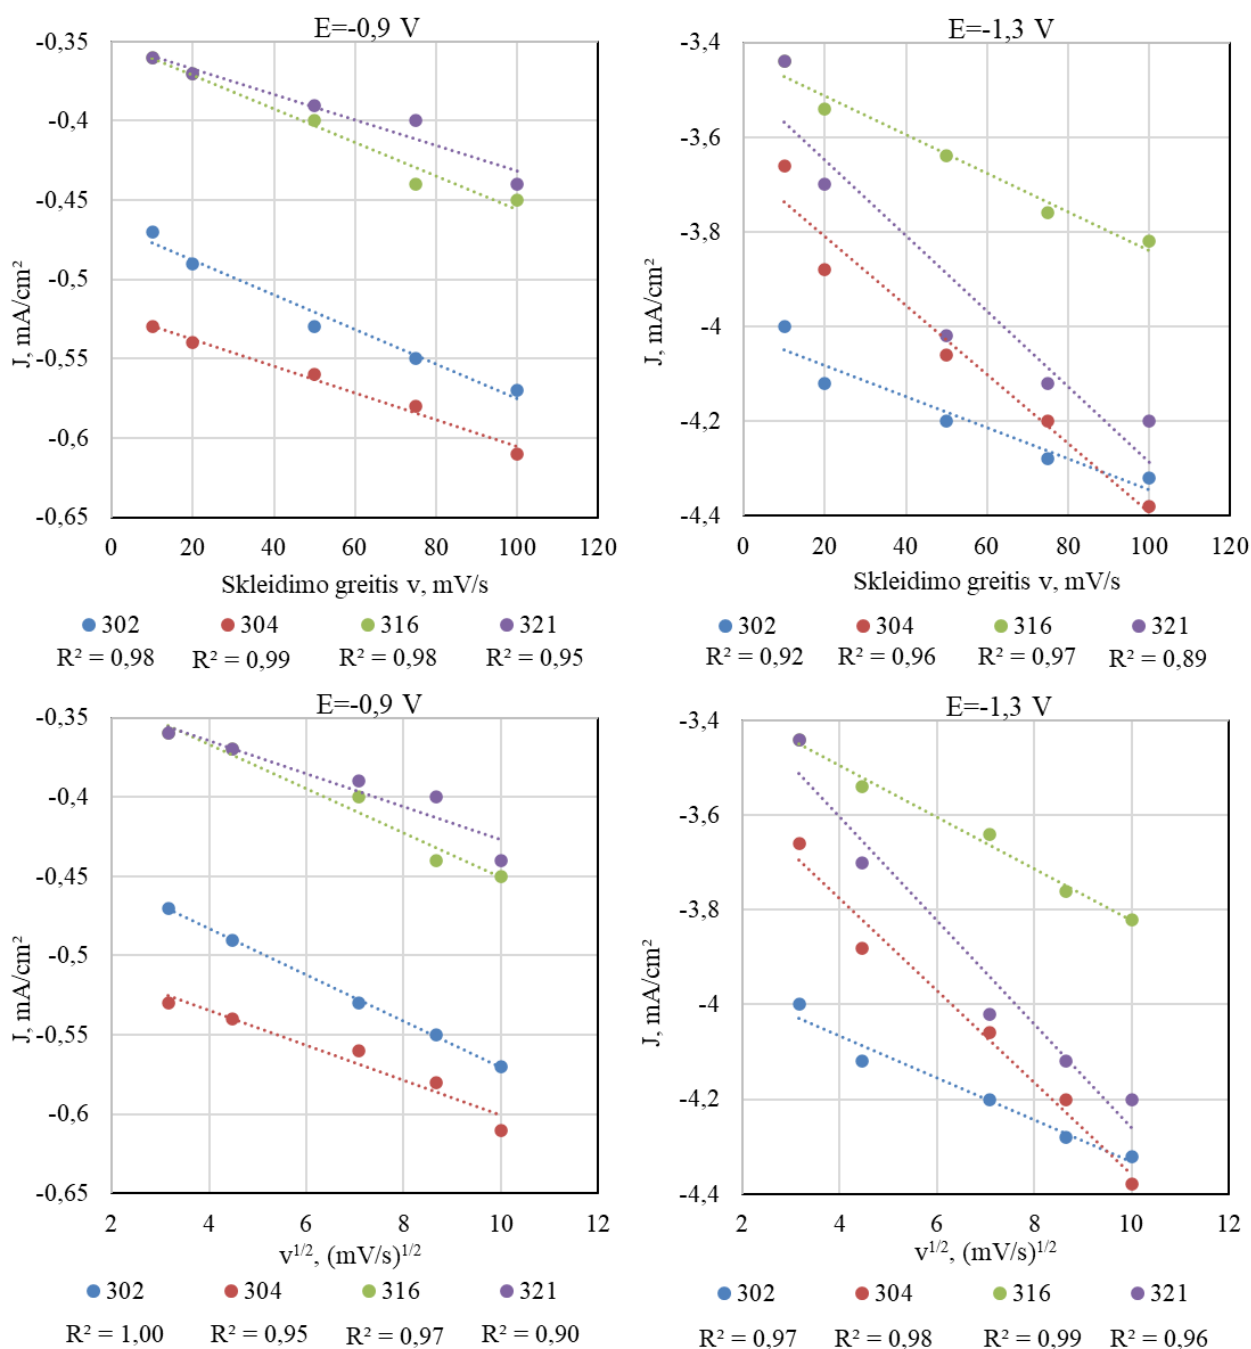 E=-0,9 V
-0,35
-0,4
-0,45
-0,5
-0,55
-0,6
-0,65
J, mA/cm²
0 20 40 60 80 100 120
Skleidimo greitis v, mV/s
302 304 316 321
R² = 0,98 R² = 0,99 R² = 0,98 R² = 0,95
E=-1,3 V
-3,4
-3,6
-3,8
-4
-4,2
-4,4
J, mA/cm²
0 20 40 60 80 100 120
Skleidimo greitis v, mV/s
302 304 316 321
R² = 0,92 R² = 0,96 R² = 0,97 R² = 0,89
E=-0,9 V
-0,35
-0,4
-0,45
-0,5
-0,55
-0,6
-0,65
J, mA/cm²
2 4 6 8 10 12
v¹/², (mV/s)¹/²
302 304 316 321
R² = 1,00 R² = 0,95 R² = 0,97 R² = 0,90
E=-1,3 V
-3,4
-3,6
-3,8
-4
-4,2
-4,4
J, mA/cm²
2 4 6 8 10 12
v¹/², (mV/s)¹/²
302 304 316 321
R² = 0,97 R² = 0,98 R² = 0,99 R² = 0,96